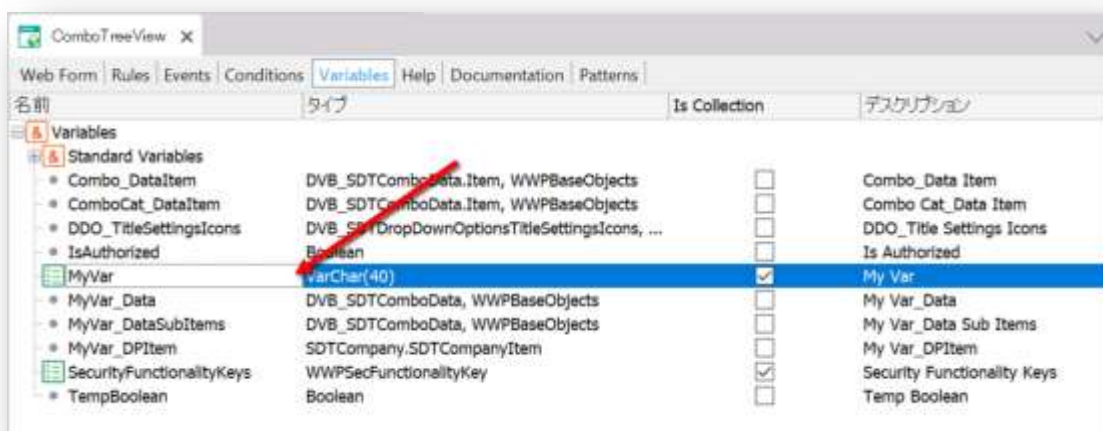 ComboTreeView X
Web Form Rules Events Conditions Variables Help Documentation Patterns
名前 タイプ Is Collection デスクリプション
& Variables
& Standard Variables
Combo_DataItem DVB_SDTComboData.Item, WWPBaseObjects Combo_Data Item
ComboCat_DataItem DVB_SDTComboData.Item, WWPBaseObjects Combo Cat_Data Item
DDO_TitleSettingsIcons DVB_SDTDropDownOptionsTitleSettingsIcons, ... DDO_Title Settings Icons
IsAuthorized Boolean Is Authorized
MyVar VarChar(40) My Var
MyVar_Data DVB_SDTComboData, WWPBaseObjects My Var_Data
MyVar_DataSubItems DVB_SDTComboData, WWPBaseObjects My Var_Data Sub Items
MyVar_DPItem SDTCompany.SDTCompanyItem My Var_DPItem
SecurityFunctionalityKeys WWPSecFunctionalityKey Security Functionality Keys
TempBoolean Boolean Temp Boolean